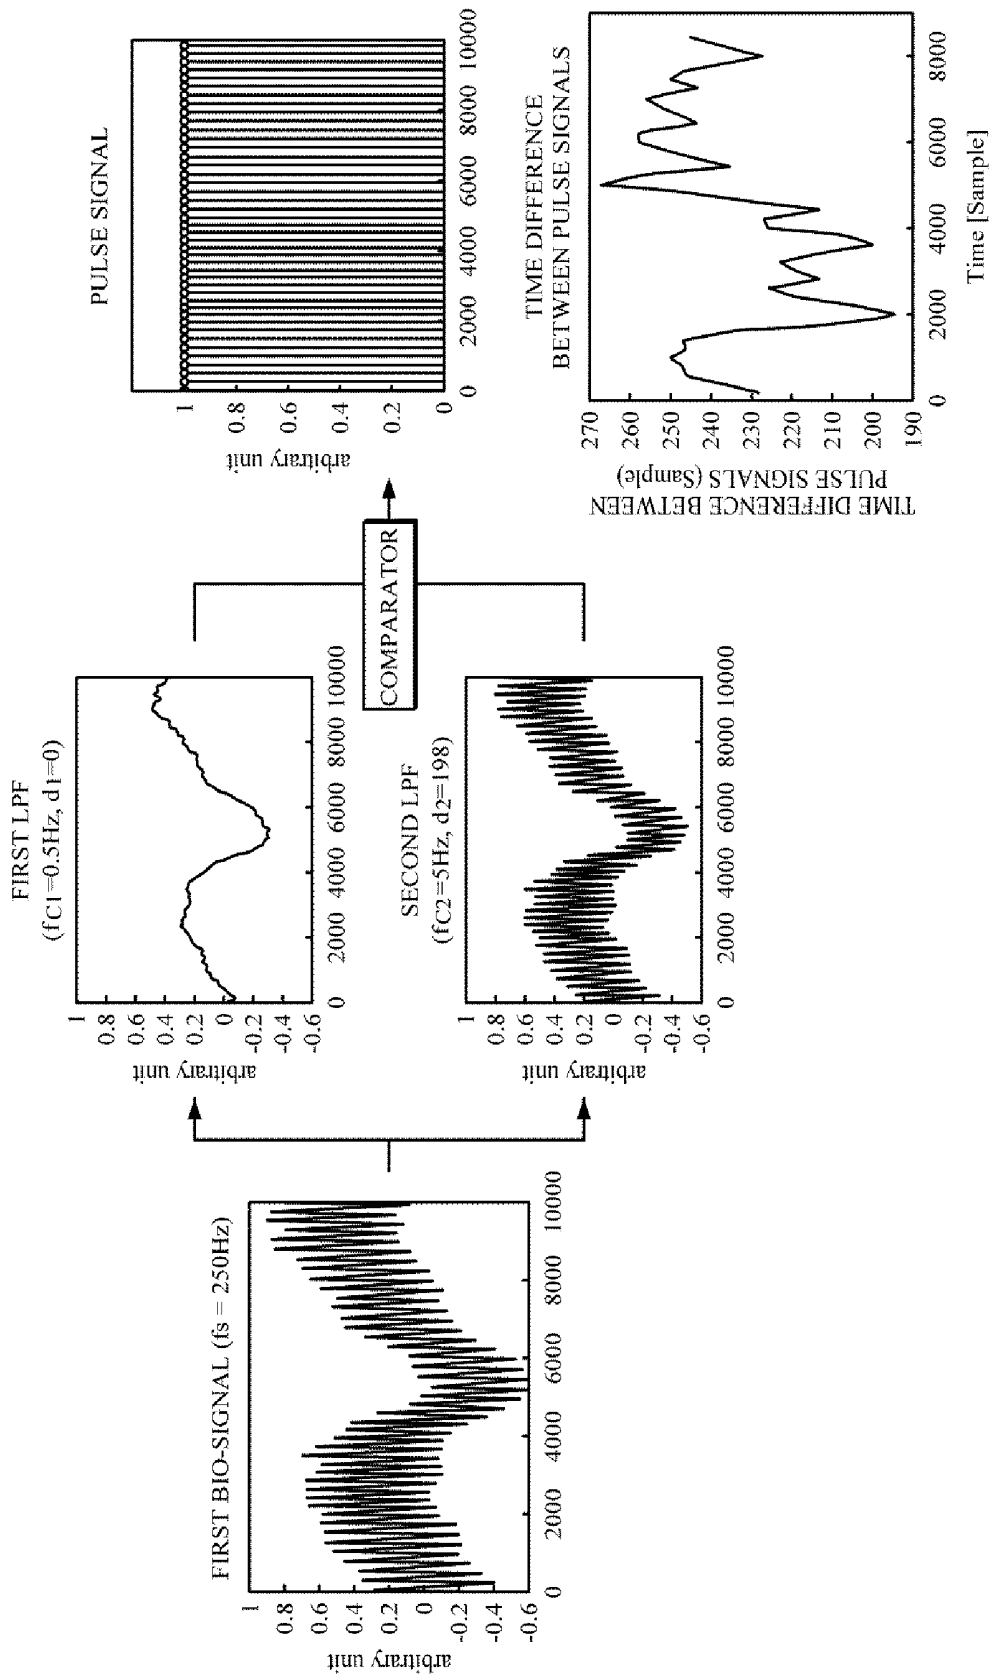 FIRST BIO-SIGNAL (fs = 250Hz)
arbitrary unit
1
0.8
0.6
0.4
0.2
0
-0.2
-0.4
-0.6
0 2000 4000 6000 8000 10000
FIRST LPF
(fC1=0.5Hz, d1=0)
arbitrary unit
1
0.8
0.6
0.4
0.2
0
-0.2
-0.4
-0.6
0 2000 4000 6000 8000 10000
SECOND LPF
(fC2=5Hz, d2=198)
arbitrary unit
1
0.8
0.6
0.4
0.2
0
-0.2
-0.4
-0.6
0 2000 4000 6000 8000 10000
COMPARATOR
PULSE SIGNAL
arbitrary unit
1
0.8
0.6
0.4
0.2
0
0 2000 4000 6000 8000 10000
TIME DIFFERENCE
BETWEEN PULSE SIGNALS
TIME DIFFERENCE BETWEEN
PULSE SIGNALS (Sample)
270
260
250
240
230
220
210
200
190
0 2000 4000 6000 8000
Time [Sample]